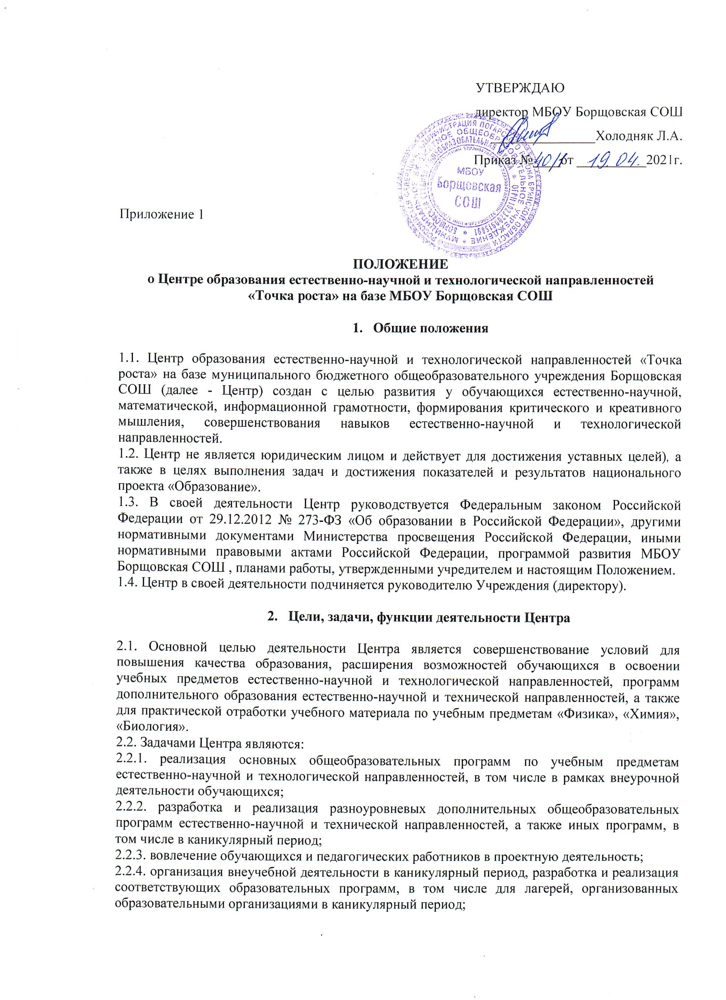 УТВЕРЖДАЮ
директор МБОУ Борщовская СОШ
Холодняк Л.А.
Приказ № 40/1 от 19.04.2021г.
МБОУ
Борщовская
СОШ
Приложение 1
ПОЛОЖЕНИЕ
о Центре образования естественно-научной и технологической направленностей
«Точка роста» на базе МБОУ Борщовская СОШ
1. Общие положения
1.1. Центр образования естественно-научной и технологической направленностей «Точка
роста» на базе муниципального бюджетного общеобразовательного учреждения Борщовская
СОШ (далее - Центр) создан с целью развития у обучающихся естественно-научной,
математической, информационной грамотности, формирования критического и креативного
мышления, совершенствования навыков естественно-научной и технологической
направленностей.
1.2. Центр не является юридическим лицом и действует для достижения уставных целей), а
также в целях выполнения задач и достижения показателей и результатов национального
проекта «Образование».
1.3. В своей деятельности Центр руководствуется Федеральным законом Российской
Федерации от 29.12.2012 № 273-ФЗ «Об образовании в Российской Федерации», другими
нормативными документами Министерства просвещения Российской Федерации, иными
нормативными правовыми актами Российской Федерации, программой развития МБОУ
Борщовская СОШ , планами работы, утвержденными учредителем и настоящим Положением.
1.4. Центр в своей деятельности подчиняется руководителю Учреждения (директору).
2. Цели, задачи, функции деятельности Центра
2.1. Основной целью деятельности Центра является совершенствование условий для
повышения качества образования, расширения возможностей обучающихся в освоении
учебных предметов естественно-научной и технологической направленностей, программ
дополнительного образования естественно-научной и технической направленностей, а также
для практической отработки учебного материала по учебным предметам «Физика», «Химия»,
«Биология».
2.2. Задачами Центра являются:
2.2.1. реализация основных общеобразовательных программ по учебным предметам
естественно-научной и технологической направленностей, в том числе в рамках внеурочной
деятельности обучающихся;
2.2.2. разработка и реализация разноуровневых дополнительных общеобразовательных
программ естественно-научной и технической направленностей, а также иных программ, в
том числе в каникулярный период;
2.2.3. вовлечение обучающихся и педагогических работников в проектную деятельность;
2.2.4. организация внеучебной деятельности в каникулярный период, разработка и реализация
соответствующих образовательных программ, в том числе для лагерей, организованных
образовательными организациями в каникулярный период;